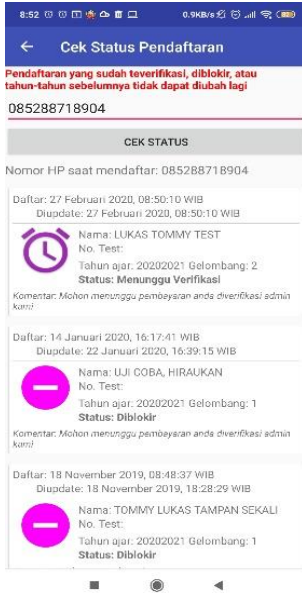 8:52 0.9KB/s
Cek Status Pendaftaran
Pendaftaran yang sudah teverifikasi, diblokir, atau
tahun-tahun sebelumnya tidak dapat diubah lagi
085288718904
CEK STATUS
Nomor HP saat mendaftar: 085288718904
Daftar: 27 Februari 2020, 08:50:10 WIB
Diupdate: 27 Februari 2020, 08:50:10 WIB
Nama: LUKAS TOMMY TEST
No. Test:
Tahun ajar: 20202021 Gelombang: 2
Status: Menunggu Verifikasi
Komentar: Mohon menunggu pembayaran anda diverifikasi admin
kami
Daftar: 14 Januari 2020, 16:17:41 WIB
Diupdate: 22 Januari 2020, 16:39:15 WIB
Nama: UJI COBA, HIRAUKAN
No. Test:
Tahun ajar: 20202021 Gelombang: 1
Status: Diblokir
Komentar: Mohon menunggu pembayaran anda diverifikasi admin
kami
Daftar: 18 November 2019, 08:48:37 WIB
Diupdate: 18 November 2019, 18:28:29 WIB
Nama: TOMMY LUKAS TAMPAN SEKALI
No. Test:
Tahun ajar: 20202021 Gelombang: 1
Status: Diblokir